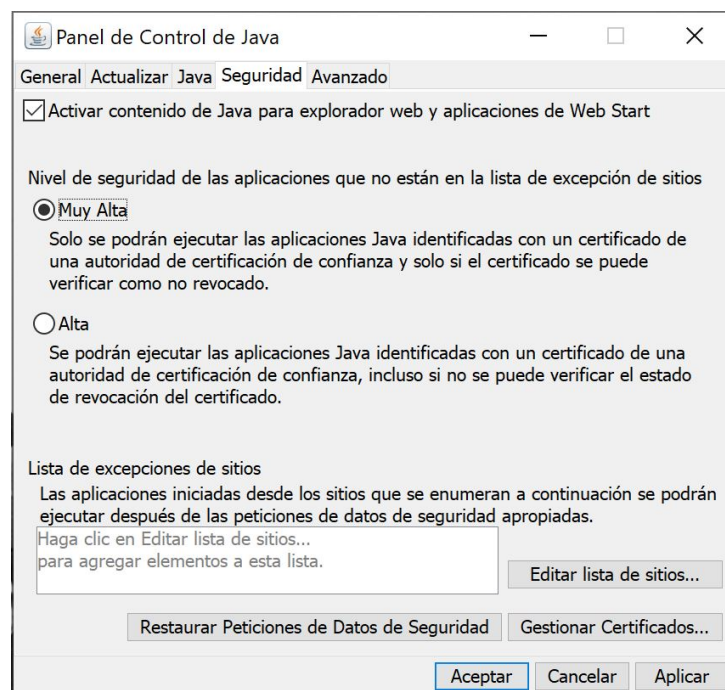 Panel de Control de Java
General Actualizar Java Seguridad Avanzado
Activar contenido de Java para explorador web y aplicaciones de Web Start
Nivel de seguridad de las aplicaciones que no están en la lista de excepción de sitios
Muy Alta
Solo se podrán ejecutar las aplicaciones Java identificadas con un certificado de
una autoridad de certificación de confianza y solo si el certificado se puede
verificar como no revocado.
Alta
Se podrán ejecutar las aplicaciones Java identificadas con un certificado de una
autoridad de certificación de confianza, incluso si no se puede verificar el estado
de revocación del certificado.
Lista de excepciones de sitios
Las aplicaciones iniciadas desde los sitios que se enumeran a continuación se podrán
ejecutar después de las peticiones de datos de seguridad apropiadas.
Haga clic en Editar lista de sitios...
para agregar elementos a esta lista.
Editar lista de sitios...
Restaurar Peticiones de Datos de Seguridad Gestionar Certificados...
Aceptar Cancelar Aplicar